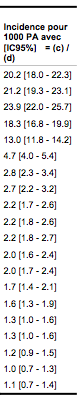 Incidence pour
1000 PA avec
[IC95%] = (c) /
(d)
20.2 [18.0 - 22.3]
21.2 [19.3 - 23.1]
23.9 [22.0 - 25.7]
18.3 [16.8 - 19.9]
13.0 [11.8 - 14.2]
4.7 [4.0 - 5.4]
2.8 [2.3 - 3.4]
2.7 [2.2 - 3.2]
2.2 [1.7 - 2.6]
2.2 [1.8 - 2.6]
2.2 [1.8 - 2.7]
2.0 [1.6 - 2.4]
2.0 [1.7 - 2.4]
1.7 [1.4 - 2.1]
1.6 [1.3 - 1.9]
1.3 [1.0 - 1.6]
1.3 [1.0 - 1.6]
1.2 [0.9 - 1.5]
1.0 [0.7 - 1.3]
1.1 [0.7 - 1.4]